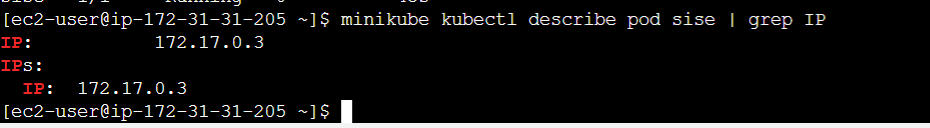 [ec2-user@ip-172-31-31-205 ~]$ minikube kubectl describe pod sise | grep IP
IP:           172.17.0.3
IPs:
  IP:  172.17.0.3
[ec2-user@ip-172-31-31-205 ~]$